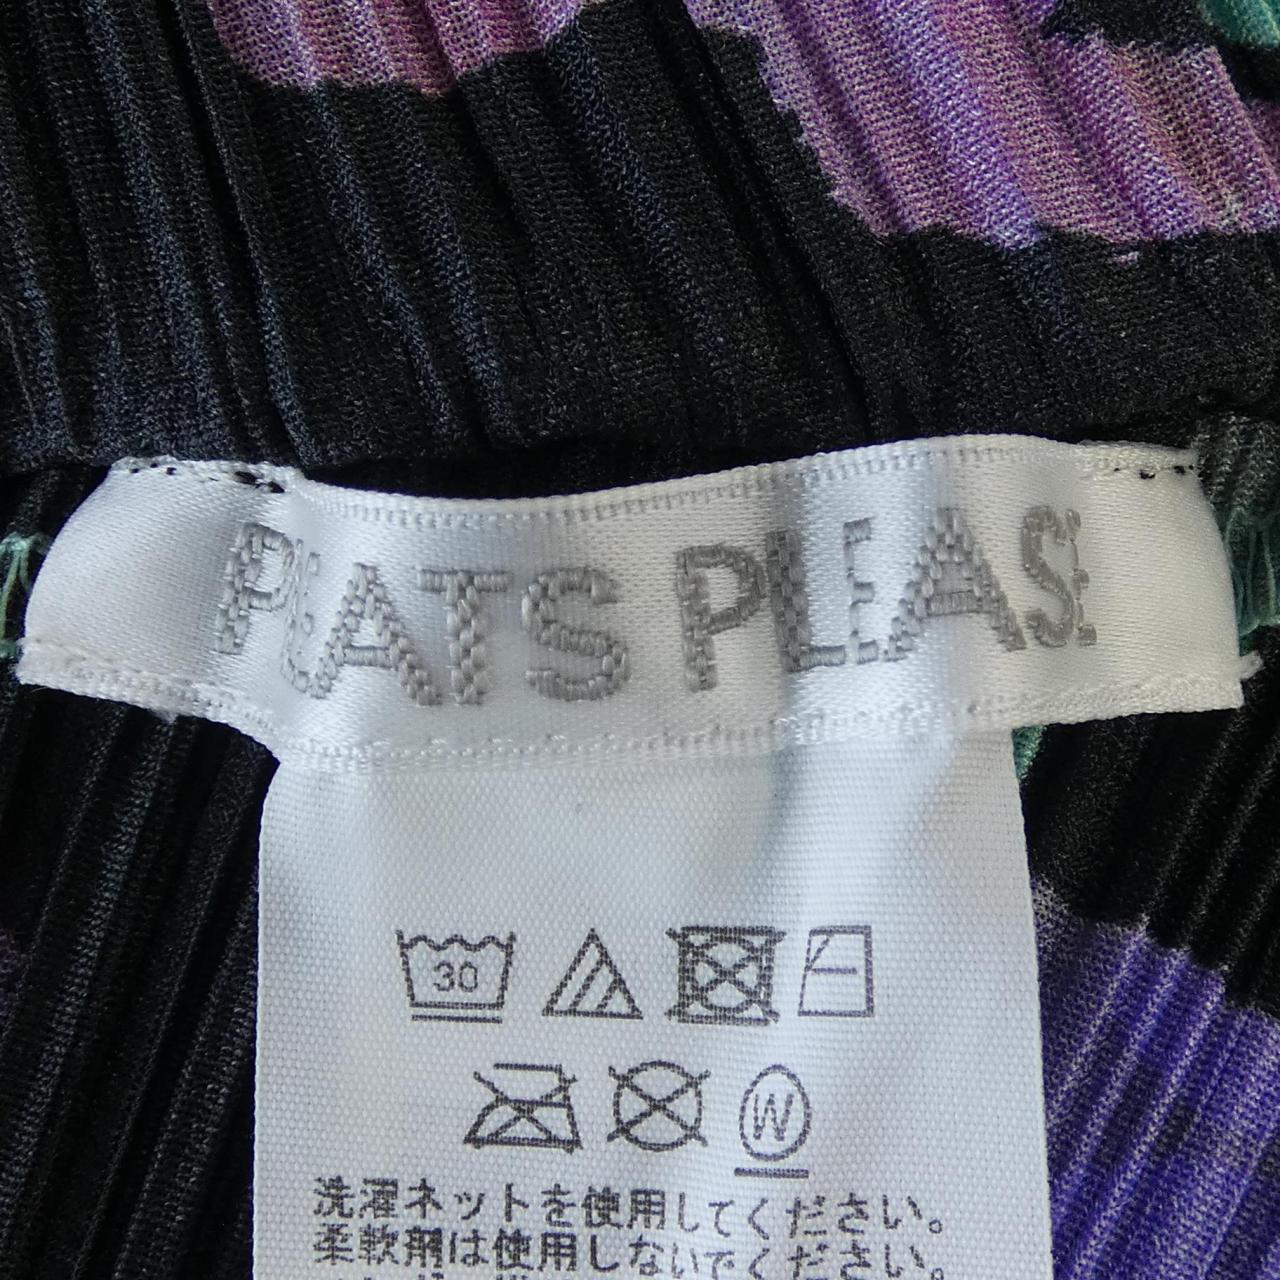 PLATS PLEASE
30
W
洗濯ネットを使用してください。
柔軟剤は使用しないでください。